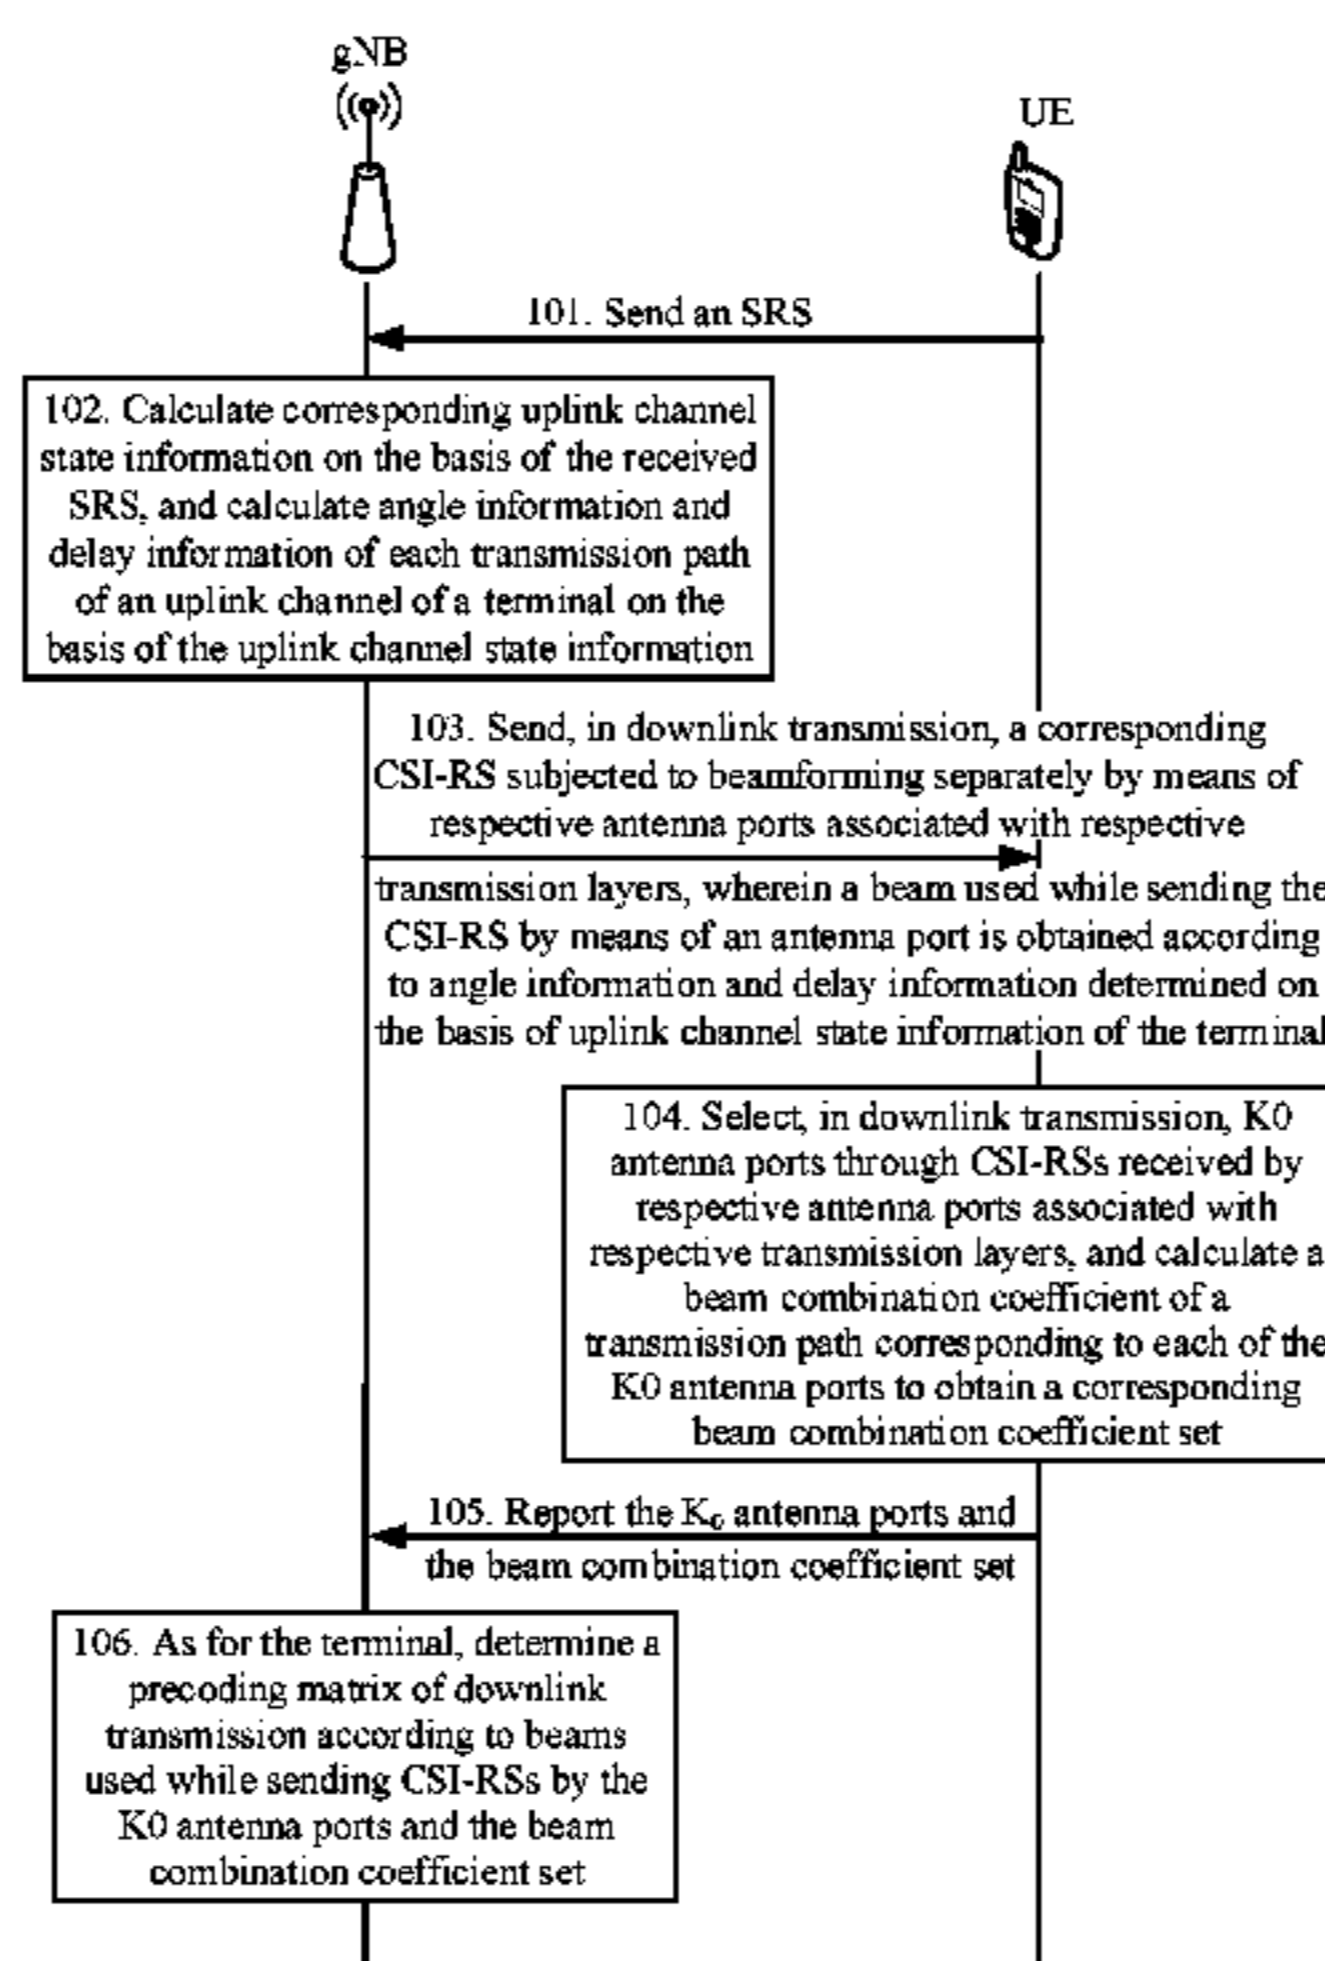 gNB
UE
101. Send an SRS
102. Calculate corresponding uplink channel
state information on the basis of the received
SRS, and calculate angle information and
delay information of each transmission path
of an uplink channel of a terminal on the
basis of the uplink channel state information
103. Send, in downlink transmission, a corresponding
CSI-RS subjected to beamforming separately by means of
respective antenna ports associated with respective
transmission layers, wherein a beam used while sending the
CSI-RS by means of an antenna port is obtained according
to angle information and delay information determined on
the basis of uplink channel state information of the terminal
104. Select, in downlink transmission, K0
antenna ports through CSI-RSs received by
respective antenna ports associated with
respective transmission layers, and calculate a
beam combination coefficient of a
transmission path corresponding to each of the
K0 antenna ports to obtain a corresponding
beam combination coefficient set
105. Report the K₀ antenna ports and
the beam combination coefficient set
106. As for the terminal, determine a
precoding matrix of downlink
transmission according to beams
used while sending CSI-RSs by the
K0 antenna ports and the beam
combination coefficient set